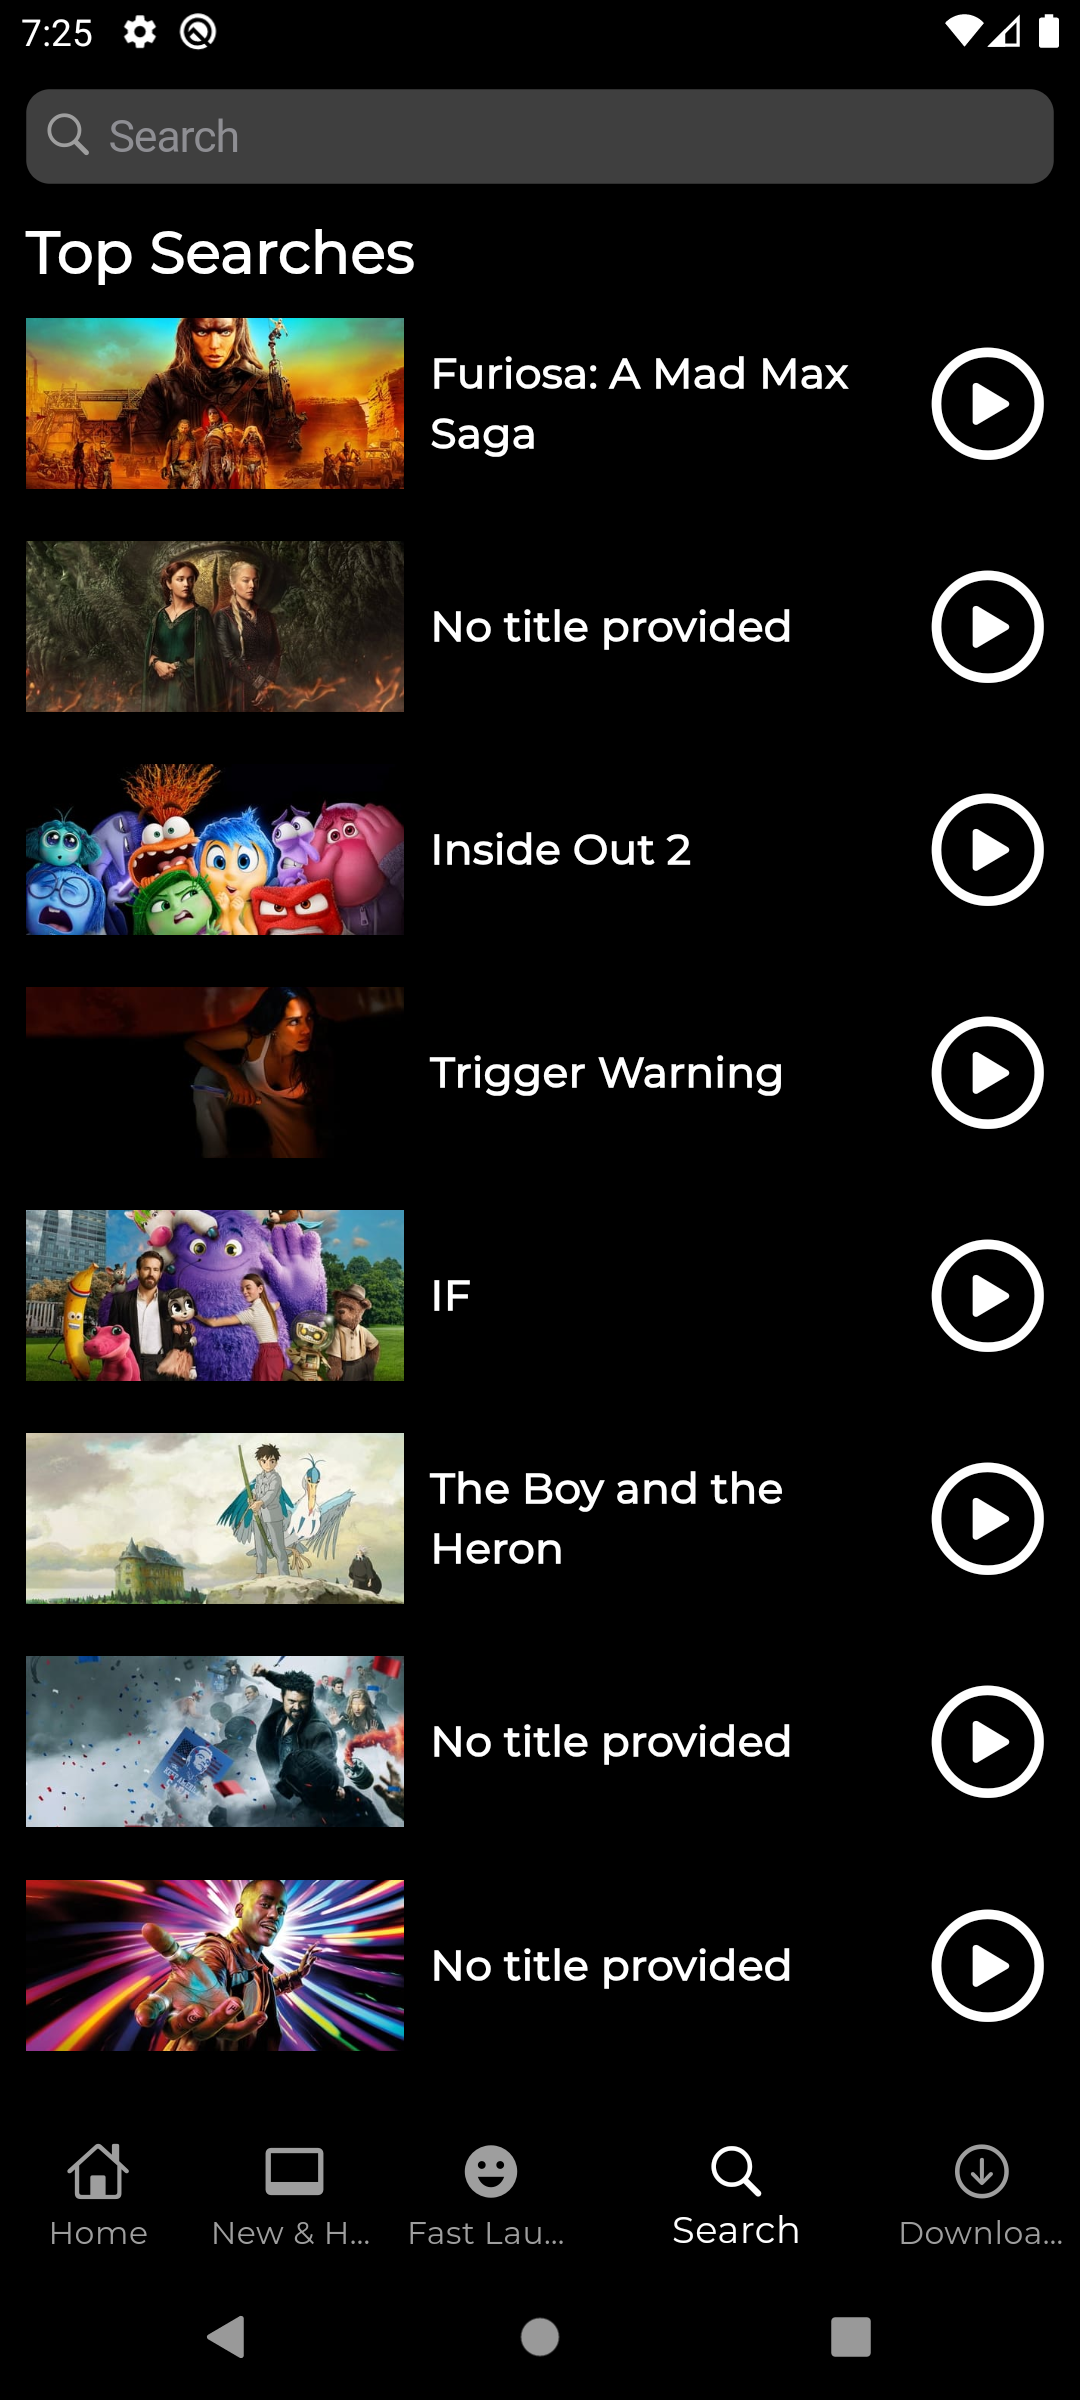 7:25
Search
Top Searches
Furiosa: A Mad Max
Saga
No title provided
Inside Out 2
Trigger Warning
IF
The Boy and the
Heron
No title provided
No title provided
Home
New & H...
Fast Lau...
Search
Downloa...